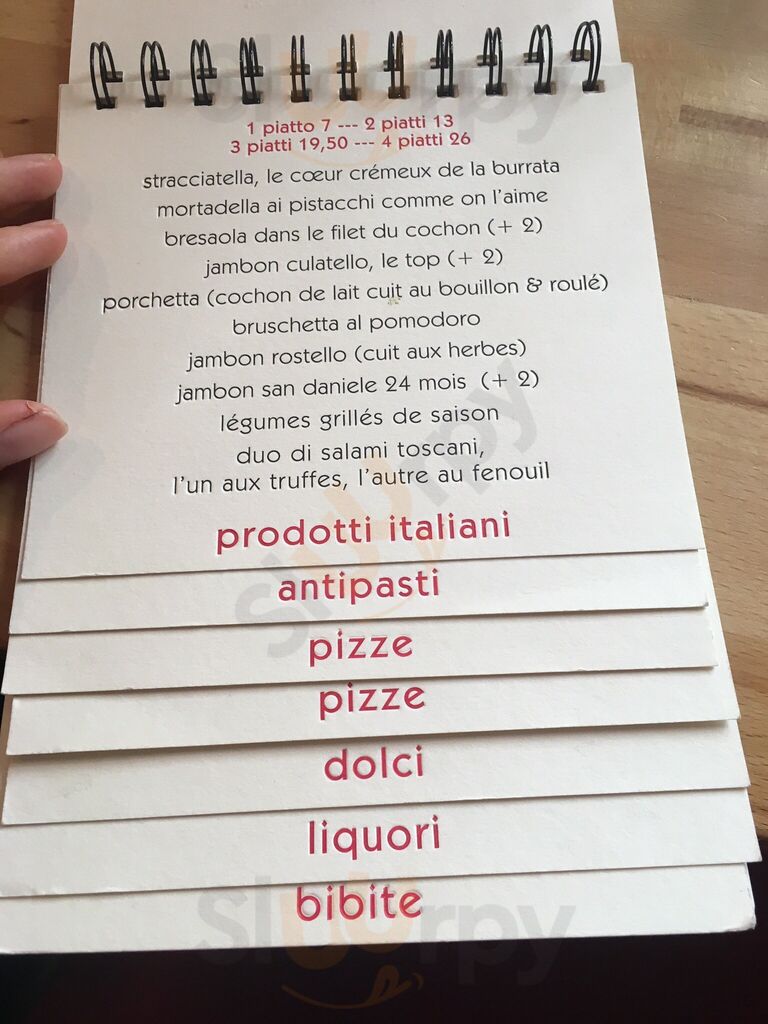 1 piatto 7 --- 2 piatti 13
3 piatti 19,50 --- 4 piatti 26
stracciatella, le cœur crémeux de la burrata
mortadella ai pistacchi comme on l'aime
bresaola dans le filet du cochon (+ 2)
jambon culatello, le top (+ 2)
porchetta (cochon de lait cuit au bouillon & roulé)
bruschetta al pomodoro
jambon rostello (cuit aux herbes)
jambon san daniele 24 mois (+ 2)
légumes grillés de saison
duo di salami toscani,
l'un aux truffes, l'autre au fenouil
prodotti italiani
antipasti
pizze
pizze
dolci
liquori
bibite
Sluurpy
Sluurpy
Sluurpy